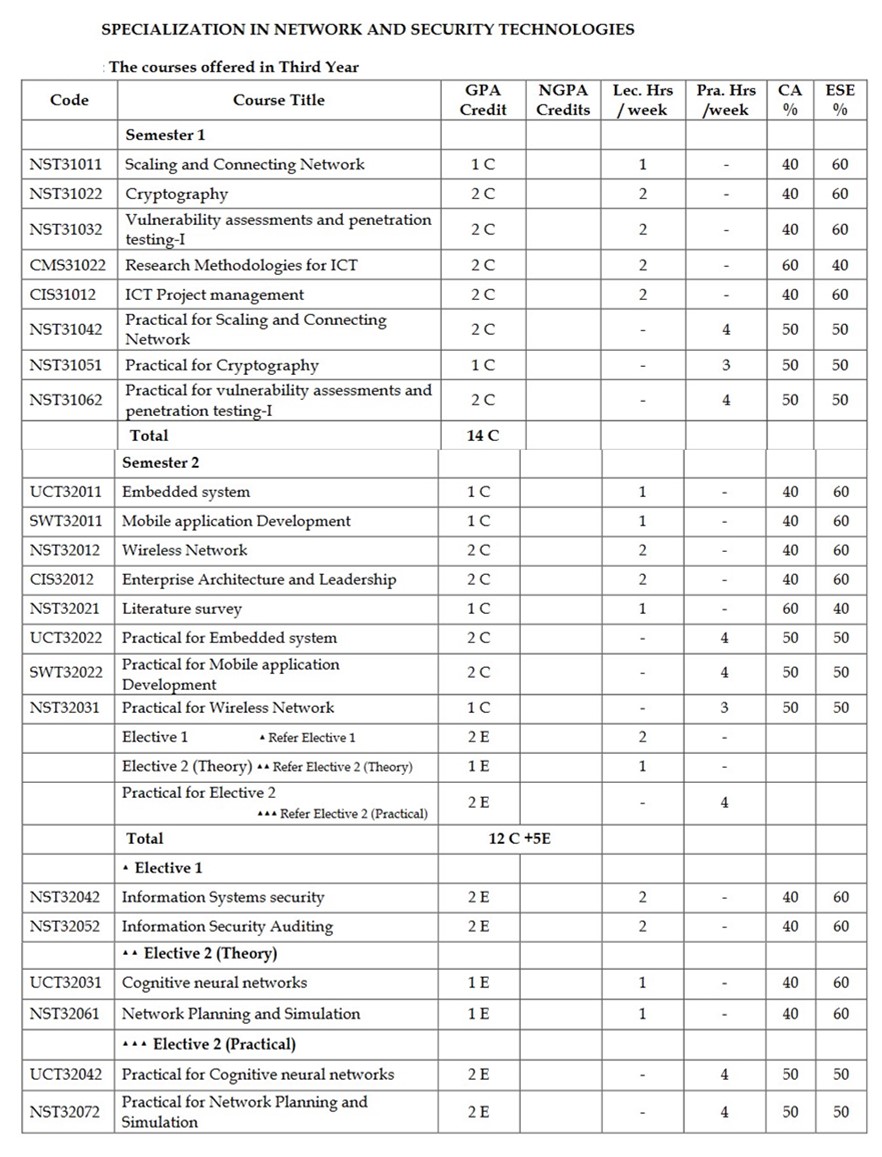 SPECIALIZATION IN NETWORK AND SECURITY TECHNOLOGIES
: The courses offered in Third Year
Code Course Title GPA Credit NGPA Credits Lec. Hrs / week Pra. Hrs /week CA % ESE %
Semester 1
NST31011 Scaling and Connecting Network 1 C 1 - 40 60
NST31022 Cryptography 2 C 2 - 40 60
NST31032 Vulnerability assessments and penetration testing-I 2 C 2 - 40 60
CMS31022 Research Methodologies for ICT 2 C 2 - 60 40
CIS31012 ICT Project management 2 C 2 - 40 60
NST31042 Practical for Scaling and Connecting Network 2 C - 4 50 50
NST31051 Practical for Cryptography 1 C - 3 50 50
NST31062 Practical for vulnerability assessments and penetration testing-I 2 C - 4 50 50
Total 14 C
Semester 2
UCT32011 Embedded system 1 C 1 - 40 60
SWT32011 Mobile application Development 1 C 1 - 40 60
NST32012 Wireless Network 2 C 2 - 40 60
CIS32012 Enterprise Architecture and Leadership 2 C 2 - 40 60
NST32021 Literature survey 1 C 1 - 60 40
UCT32022 Practical for Embedded system 2 C - 4 50 50
SWT32022 Practical for Mobile application Development 2 C - 4 50 50
NST32031 Practical for Wireless Network 1 C - 3 50 50
Elective 1 ▲ Refer Elective 1 2 E 2 -
Elective 2 (Theory) ▲▲ Refer Elective 2 (Theory) 1 E 1 -
Practical for Elective 2 ▲▲▲ Refer Elective 2 (Practical) 2 E - 4
Total 12 C +5E
▲ Elective 1
NST32042 Information Systems security 2 E 2 - 40 60
NST32052 Information Security Auditing 2 E 2 - 40 60
▲▲ Elective 2 (Theory)
UCT32031 Cognitive neural networks 1 E 1 - 40 60
NST32061 Network Planning and Simulation 1 E 1 - 40 60
▲▲▲ Elective 2 (Practical)
UCT32042 Practical for Cognitive neural networks 2 E - 4 50 50
NST32072 Practical for Network Planning and Simulation 2 E - 4 50 50